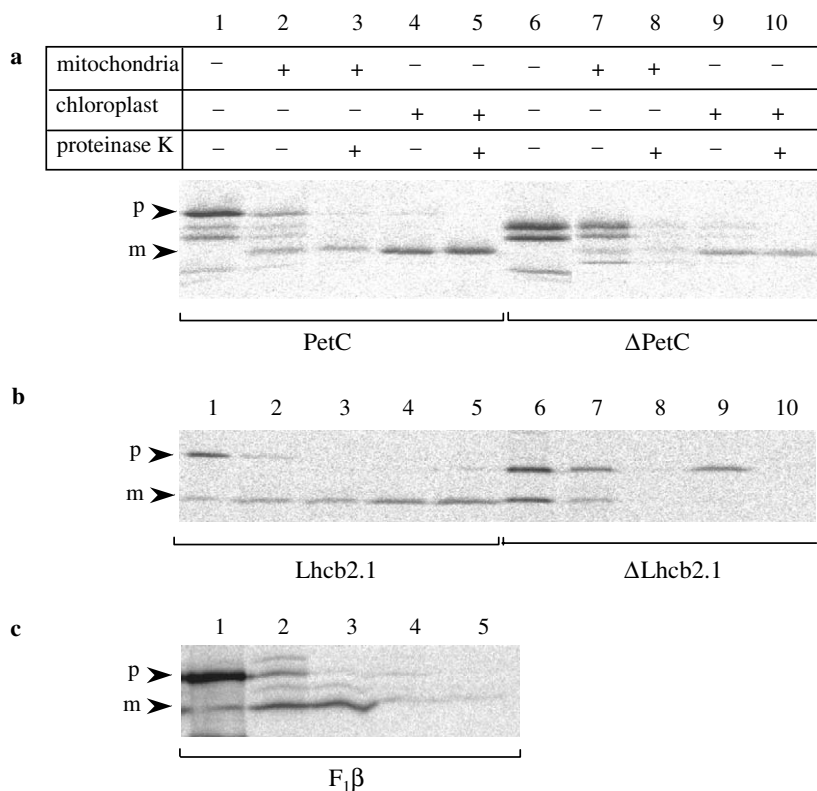 1 2 3 4 5 6 7 8 9 10
a
mitochondria – + + – – – + + – –
chloroplast – – – + + – – – + +
proteinase K – – + – + – – + – +
p
m
PetC ΔPetC
b
1 2 3 4 5 6 7 8 9 10
p
m
Lhcb2.1 ΔLhcb2.1
c
1 2 3 4 5
p
m
F₁β